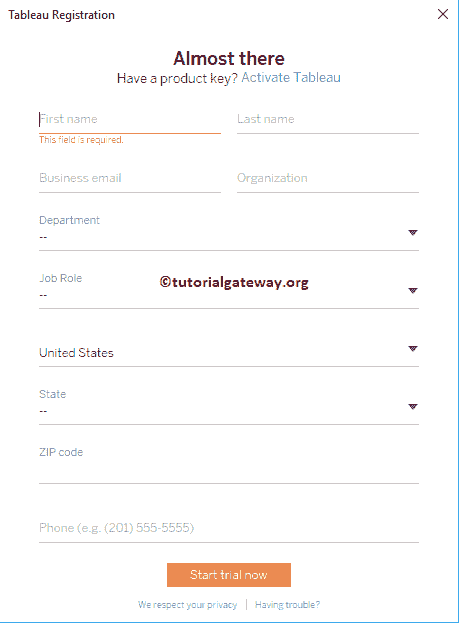 Tableau Registration
Almost there
Have a product key? Activate Tableau
First name Last name
This field is required.
Business email Organization
Department
--
Job Role
--
©tutorialgateway.org
United States
State
--
ZIP code
Phone (e.g. (201) 555-5555)
Start trial now
We respect your privacy | Having trouble?